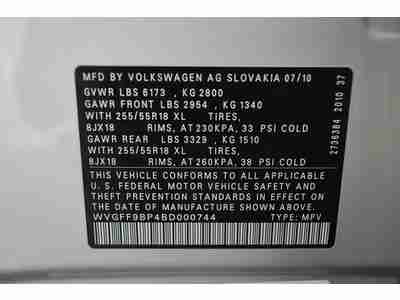 MFD BY VOLKSWAGEN AG SLOVAKIA 07/10
GVWR LBS 6173 , KG 2800
GAWR FRONT LBS 2954 , KG 1340
WITH 255/55R18 XL TIRES,
8JX18 RIMS, AT 230KPA, 33 PSI COLD
GAWR REAR LBS 3329 , KG 1510
WITH 255/55R18 XL TIRES,
8JX18 RIMS, AT 260KPA, 38 PSI COLD
THIS VEHICLE CONFORMS TO ALL APPLICABLE
U.S. FEDERAL MOTOR VEHICLE SAFETY
STANDARDS IN EFFECT ON THE DATE OF
MANUFACTURE SHOWN ABOVE.
WVGFF9BP4BD000744 TYPE: MPV
2736384 2010 37